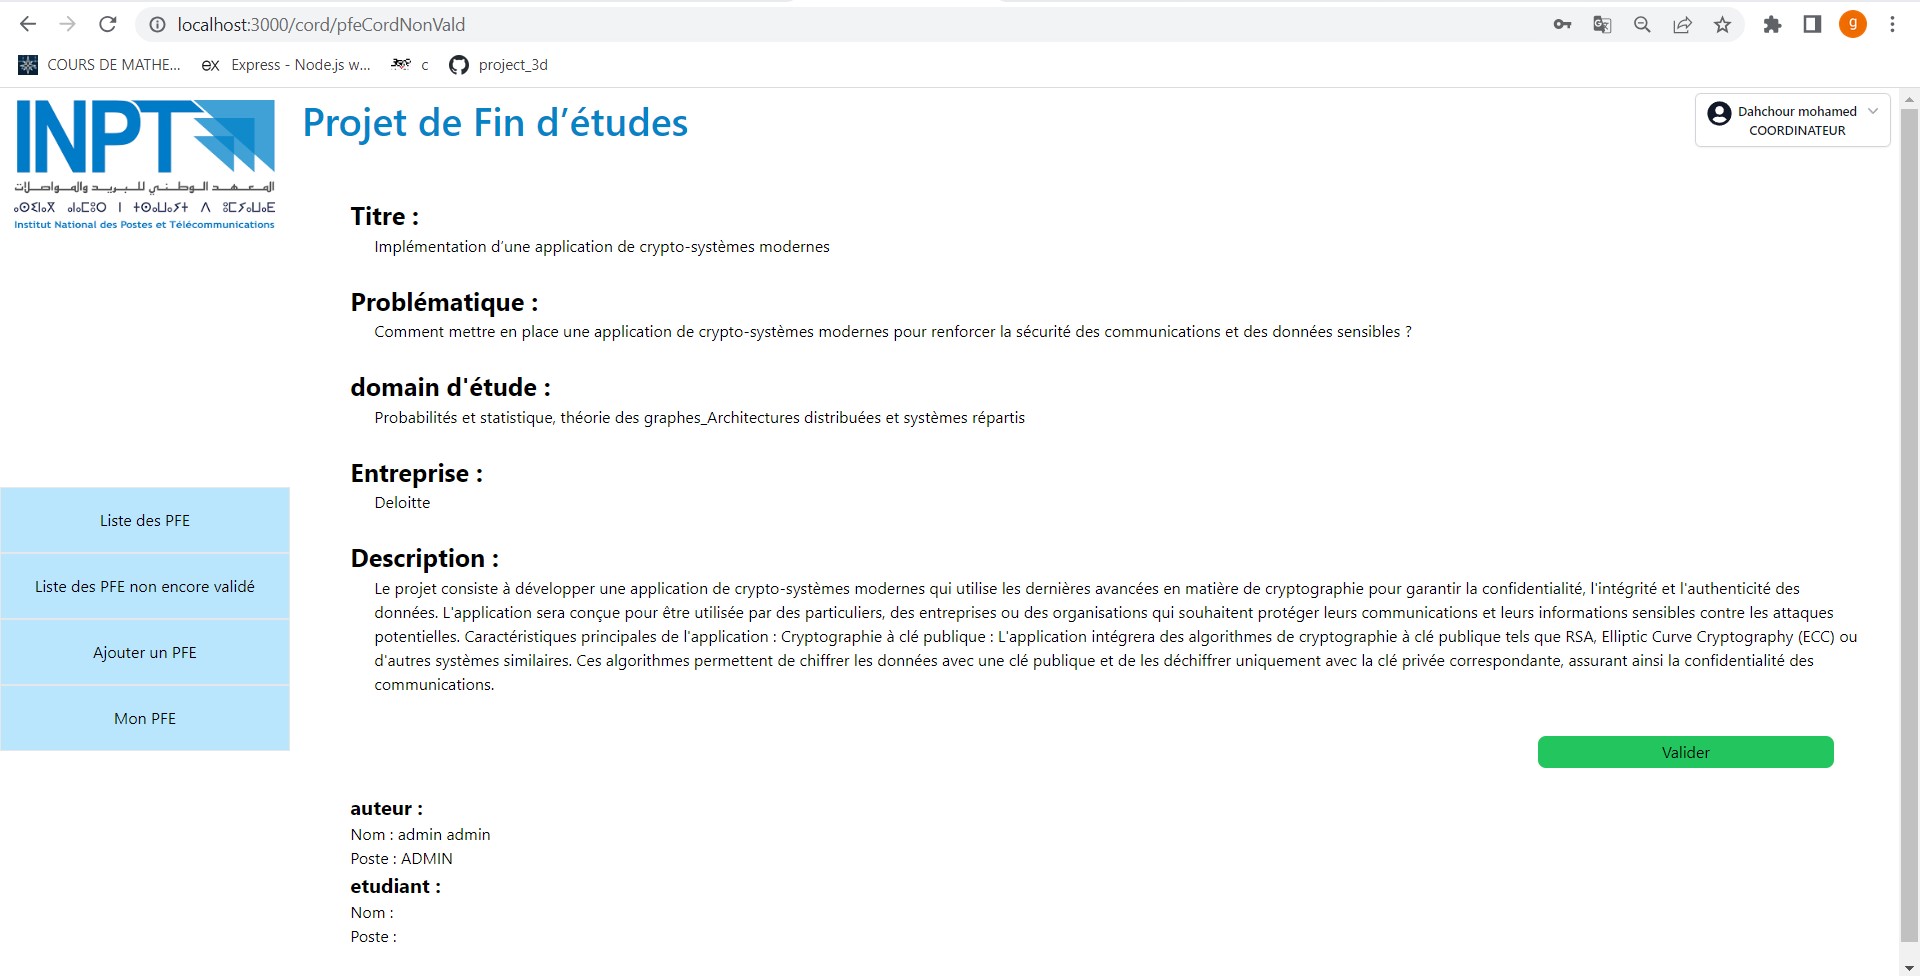 localhost:3000/cord/pfeCordNonVald
g
COURS DE MATHE...
ex Express - Node.js w...
c
project_3d
INPT
المـعــهــد الـوطـنـي للـبـريــد والمـواصــلات
ⴰⵙⵉⵏⴰⴳ ⴰⵏⴰⵎⵓⵔ ⵏ ⵜⵙⴰⵡⴰⵢⵜ ⴷ ⵓⵎⵢⴰⵡⴰⴹ
Institut National des Postes et Télécommunications
Projet de Fin d’études
Dahchour mohamed
COORDINATEUR
Titre :
Implémentation d’une application de crypto-systèmes modernes
Problématique :
Comment mettre en place une application de crypto-systèmes modernes pour renforcer la sécurité des communications et des données sensibles ?
domain d'étude :
Probabilités et statistique, théorie des graphes_Architectures distribuées et systèmes répartis
Entreprise :
Deloitte
Liste des PFE
Liste des PFE non encore validé
Ajouter un PFE
Mon PFE
Description :
Le projet consiste à développer une application de crypto-systèmes modernes qui utilise les dernières avancées en matière de cryptographie pour garantir la confidentialité, l'intégrité et l'authenticité des
données. L'application sera conçue pour être utilisée par des particuliers, des entreprises ou des organisations qui souhaitent protéger leurs communications et leurs informations sensibles contre les attaques
potentielles. Caractéristiques principales de l'application : Cryptographie à clé publique : L'application intégrera des algorithmes de cryptographie à clé publique tels que RSA, Elliptic Curve Cryptography (ECC) ou
d'autres systèmes similaires. Ces algorithmes permettent de chiffrer les données avec une clé publique et de les déchiffrer uniquement avec la clé privée correspondante, assurant ainsi la confidentialité des
communications.
Valider
auteur :
Nom : admin admin
Poste : ADMIN
etudiant :
Nom :
Poste :